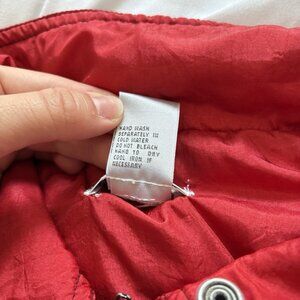 HAND WASH
SEPARATELY IN
COLD WATER
DO NOT BLEACH
HANG TO DRY
COOL IRON IF
NECESSARY